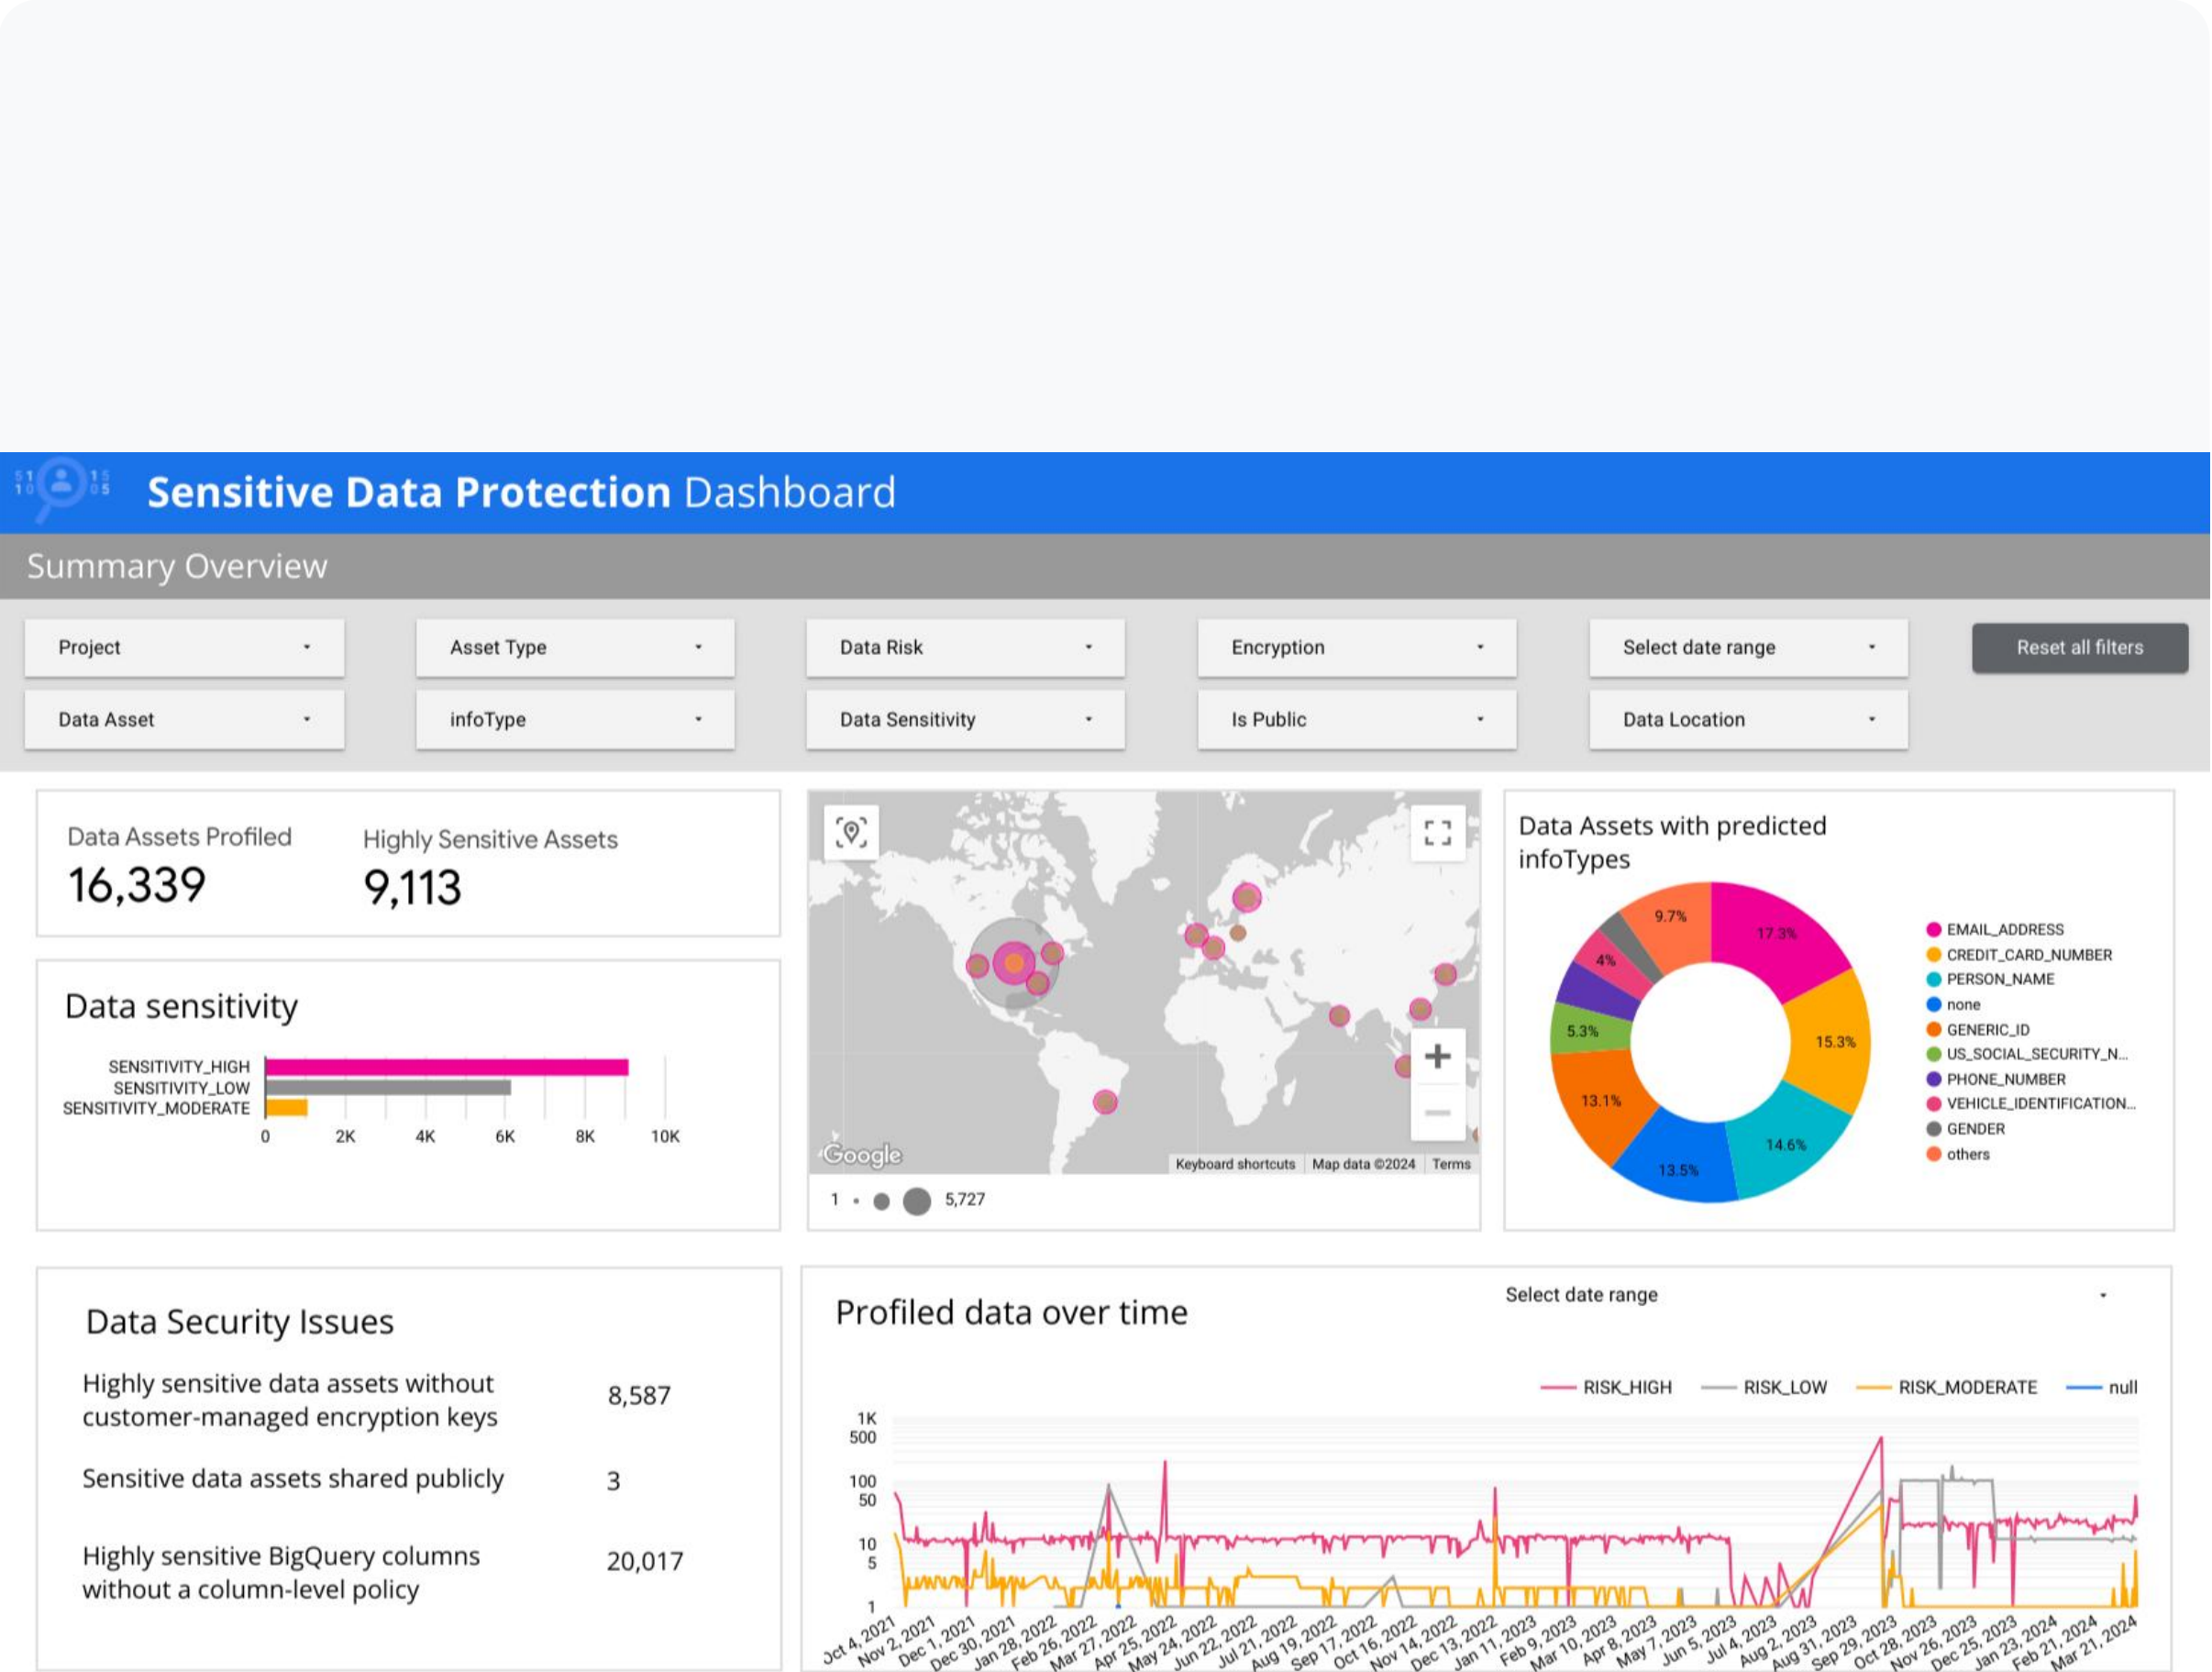 Sensitive Data Protection Dashboard
Summary Overview
Project
Asset Type
Data Risk
Encryption
Select date range
Reset all filters
Data Asset
infoType
Data Sensitivity
Is Public
Data Location
Data Assets Profiled
16,339
Highly Sensitive Assets
9,113
Data sensitivity
SENSITIVITY_HIGH
SENSITIVITY_LOW
SENSITIVITY_MODERATE
0 2K 4K 6K 8K 10K
Google
Keyboard shortcuts Map data ©2024 Terms
1 5,727
Data Assets with predicted
infoTypes
17.3%
15.3%
14.6%
13.5%
13.1%
5.3%
4%
9.7%
EMAIL_ADDRESS
CREDIT_CARD_NUMBER
PERSON_NAME
none
GENERIC_ID
US_SOCIAL_SECURITY_N...
PHONE_NUMBER
VEHICLE_IDENTIFICATION...
GENDER
others
Data Security Issues
Highly sensitive data assets without
customer-managed encryption keys
8,587
Sensitive data assets shared publicly
3
Highly sensitive BigQuery columns
without a column-level policy
20,017
Profiled data over time
Select date range
RISK_HIGH RISK_LOW RISK_MODERATE null
1K
500
100
50
10
5
1
Oct 4, 2021
Nov 2, 2021
Dec 1, 2021
Dec 30, 2021
Jan 28, 2022
Feb 26, 2022
Mar 27, 2022
Apr 25, 2022
May 24, 2022
Jun 22, 2022
Jul 21, 2022
Aug 19, 2022
Sep 17, 2022
Oct 16, 2022
Nov 14, 2022
Dec 13, 2022
Jan 11, 2023
Feb 9, 2023
Mar 10, 2023
Apr 8, 2023
May 7, 2023
Jun 5, 2023
Jul 4, 2023
Aug 2, 2023
Aug 31, 2023
Sep 29, 2023
Oct 28, 2023
Nov 26, 2023
Dec 25, 2023
Jan 23, 2024
Feb 21, 2024
Mar 21, 2024